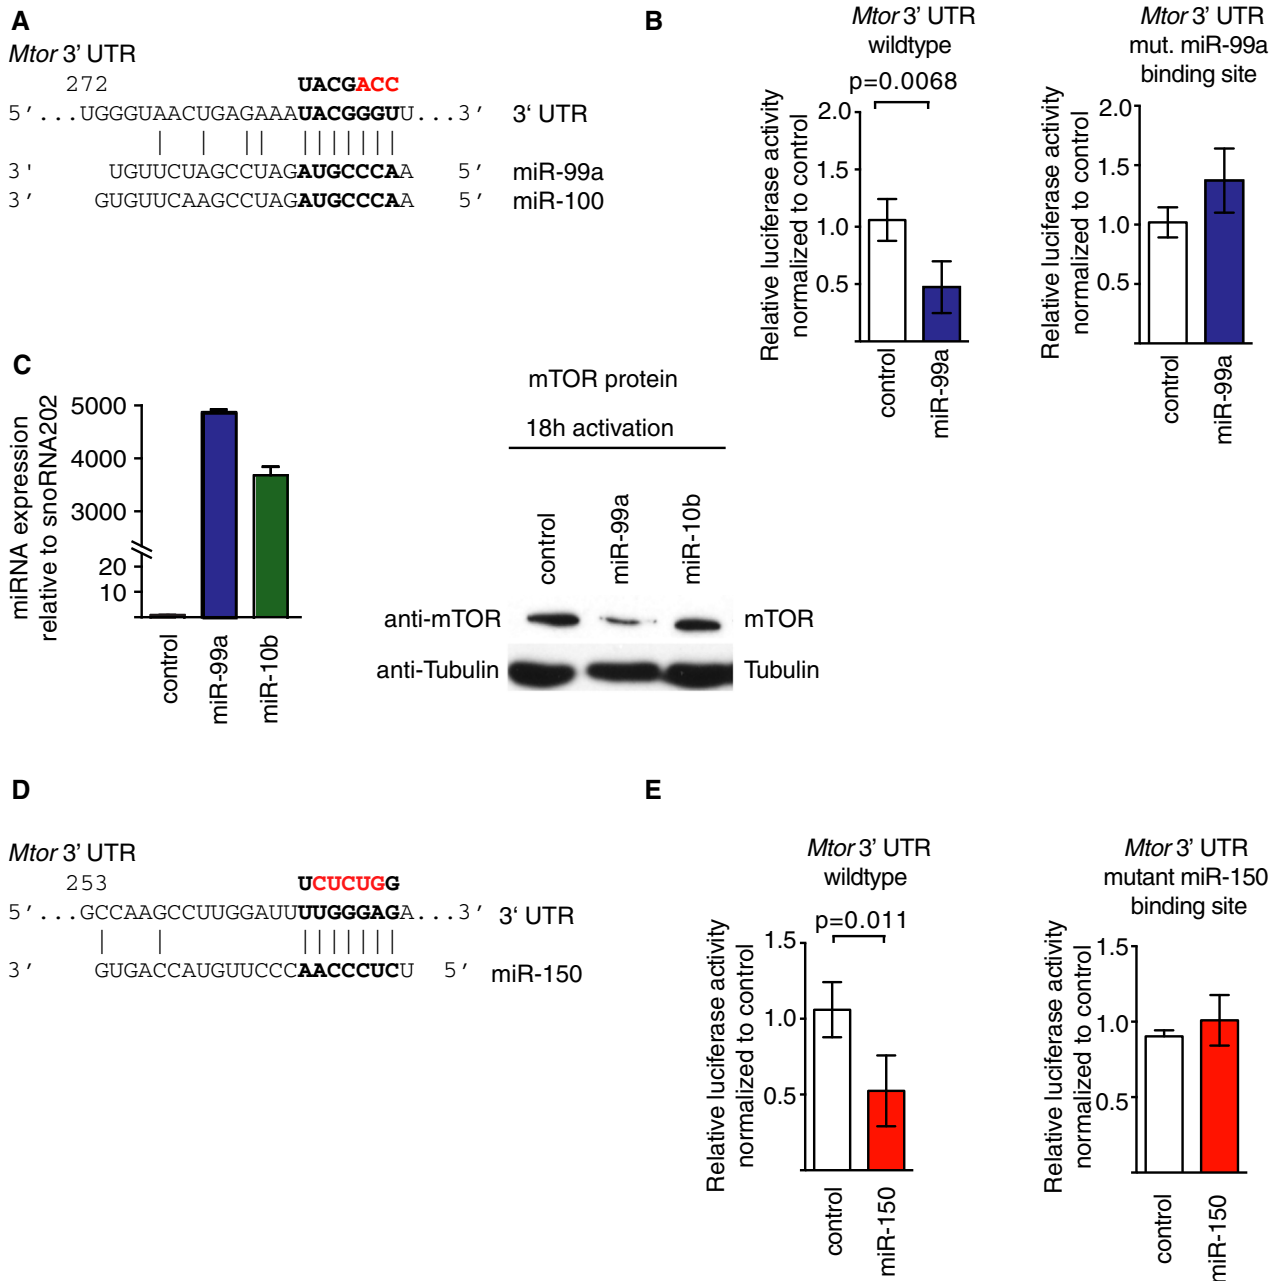 A
Mtor 3' UTR
272
UACGACC
5'...UGGGUAACUGAGAAAUACGGGUU...3' 3‘ UTR
3' UGUUCUAGCCUAGAUGCCCAA 5' miR-99a
3' GUGUUCAAGCCUAGAUGCCCAA 5' miR-100
B
Mtor 3’ UTR
wildtype
p=0.0068
Relative luciferase activity
normalized to control
2.0
1.5
1.0
0.5
control
miR-99a
Mtor 3’ UTR
mut. miR-99a
binding site
Relative luciferase activity
normalized to control
2.0
1.5
1.0
0.5
control
miR-99a
C
miRNA expression
relative to snoRNA202
5000
4000
3000
20
10
control
miR-99a
miR-10b
mTOR protein
18h activation
control
miR-99a
miR-10b
anti-mTOR mTOR
anti-Tubulin Tubulin
D
Mtor 3’ UTR
253
UCUCUGG
5'...GCCAAGCCUUGGAUUUUGGGAGA...3' 3‘ UTR
3' GUGACCAUGUUCCCAACCCUCU 5' miR-150
E
Mtor 3’ UTR
wildtype
p=0.011
Relative luciferase activity
normalized to control
1.5
1.0
0.5
control
miR-150
Mtor 3’ UTR
mutant miR-150
binding site
Relative luciferase activity
normalized to control
1.5
1.0
0.5
control
miR-150